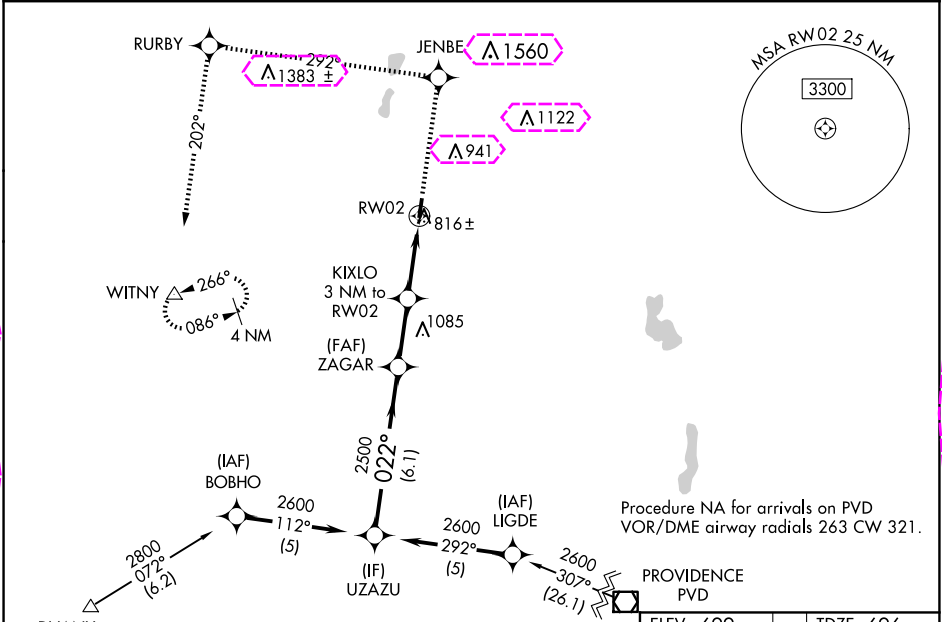 RURBY
292°
1383 ±
JENBE
1560
MSA RW02 25 NM
3300
1122
202°
941
RW02
816±
WITNY
266°
086°
4 NM
KIXLO
3 NM to
RW02
1085
(FAF)
ZAGAR
2500
022°
(6.1)
(IAF)
BOBHO
2600
112°
(5)
(IAF)
LIGDE
2600
292°
(5)
Procedure NA for arrivals on PVD
VOR/DME airway radials 263 CW 321.
2800
072°
(6.2)
(IF)
UZAZU
2600
307°
(26.1)
PROVIDENCE
PVD